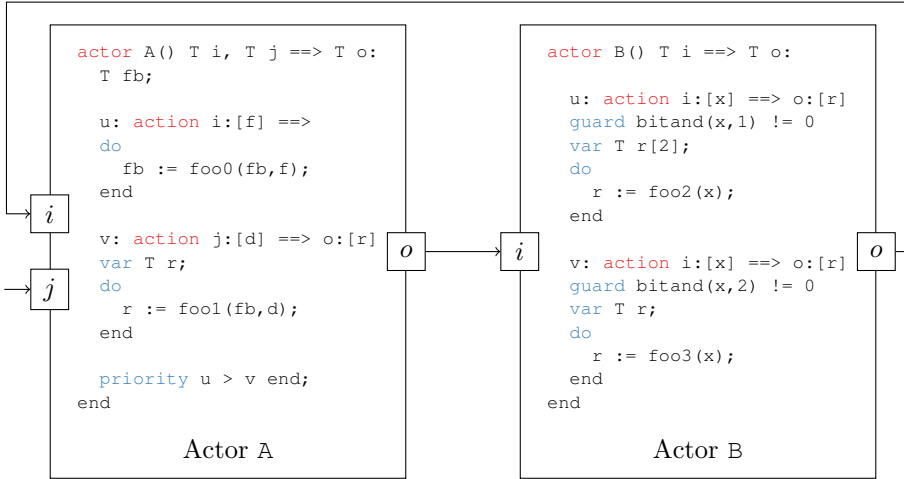 actor A() T i, T j ==> T o:
T fb;
u: action i:[f] ==>
do
fb := foo0(fb,f);
end
v: action j:[d] ==> o:[r]
var T r;
do
r := foo1(fb,d);
end
priority u > v end;
end
Actor A
i
j
o
actor B() T i ==> T o:
u: action i:[x] ==> o:[r]
guard bitand(x,1) != 0
var T r[2];
do
r := foo2(x);
end
v: action i:[x] ==> o:[r]
guard bitand(x,2) != 0
var T r;
do
r := foo3(x);
end
end
Actor B
i
o